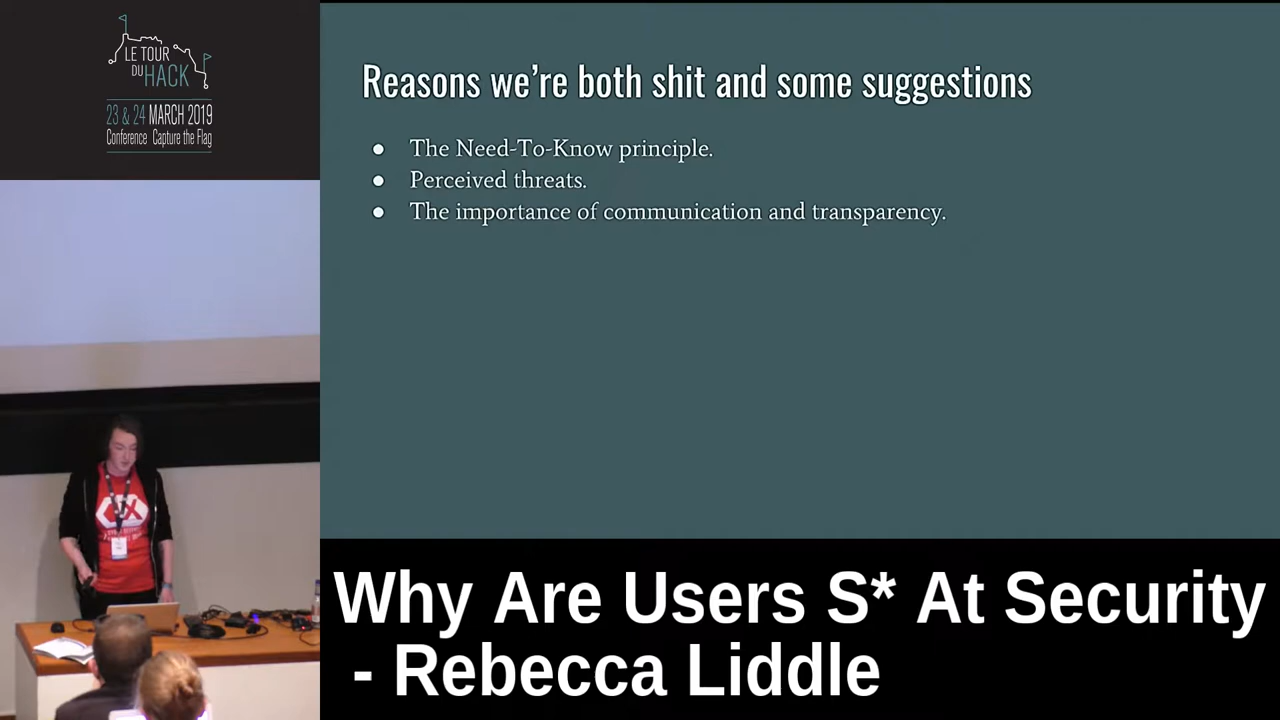 LE TOUR
DU HACK
23 & 24 MARCH 2019
Conference Capture the Flag
Reasons we're both shit and some suggestions
● The Need-To-Know principle.
● Perceived threats.
● The importance of communication and transparency.
Why Are Users S* At Security
- Rebecca Liddle